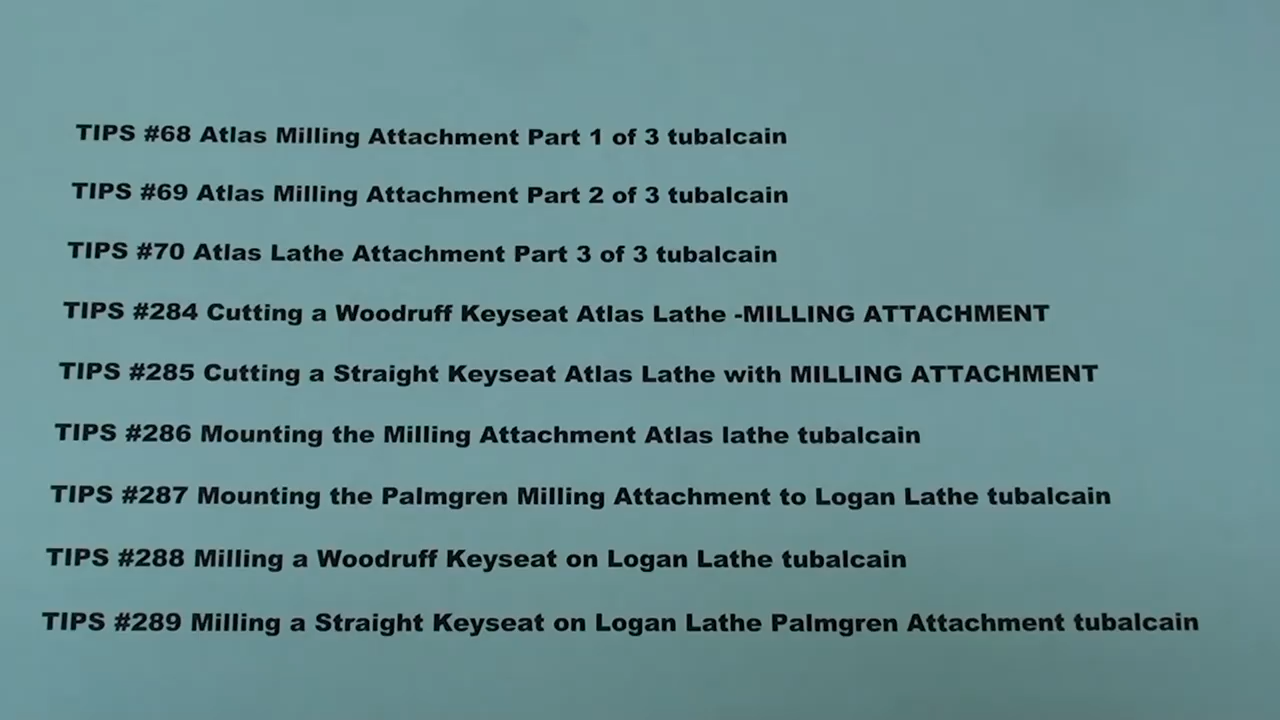 TIPS #68 Atlas Milling Attachment Part 1 of 3 tubalcain
TIPS #69 Atlas Milling Attachment Part 2 of 3 tubalcain
TIPS #70 Atlas Lathe Attachment Part 3 of 3 tubalcain
TIPS #284 Cutting a Woodruff Keyseat Atlas Lathe -MILLING ATTACHMENT
TIPS #285 Cutting a Straight Keyseat Atlas Lathe with MILLING ATTACHMENT
TIPS #286 Mounting the Milling Attachment Atlas lathe tubalcain
TIPS #287 Mounting the Palmgren Milling Attachment to Logan Lathe tubalcain
TIPS #288 Milling a Woodruff Keyseat on Logan Lathe tubalcain
TIPS #289 Milling a Straight Keyseat on Logan Lathe Palmgren Attachment tubalcain